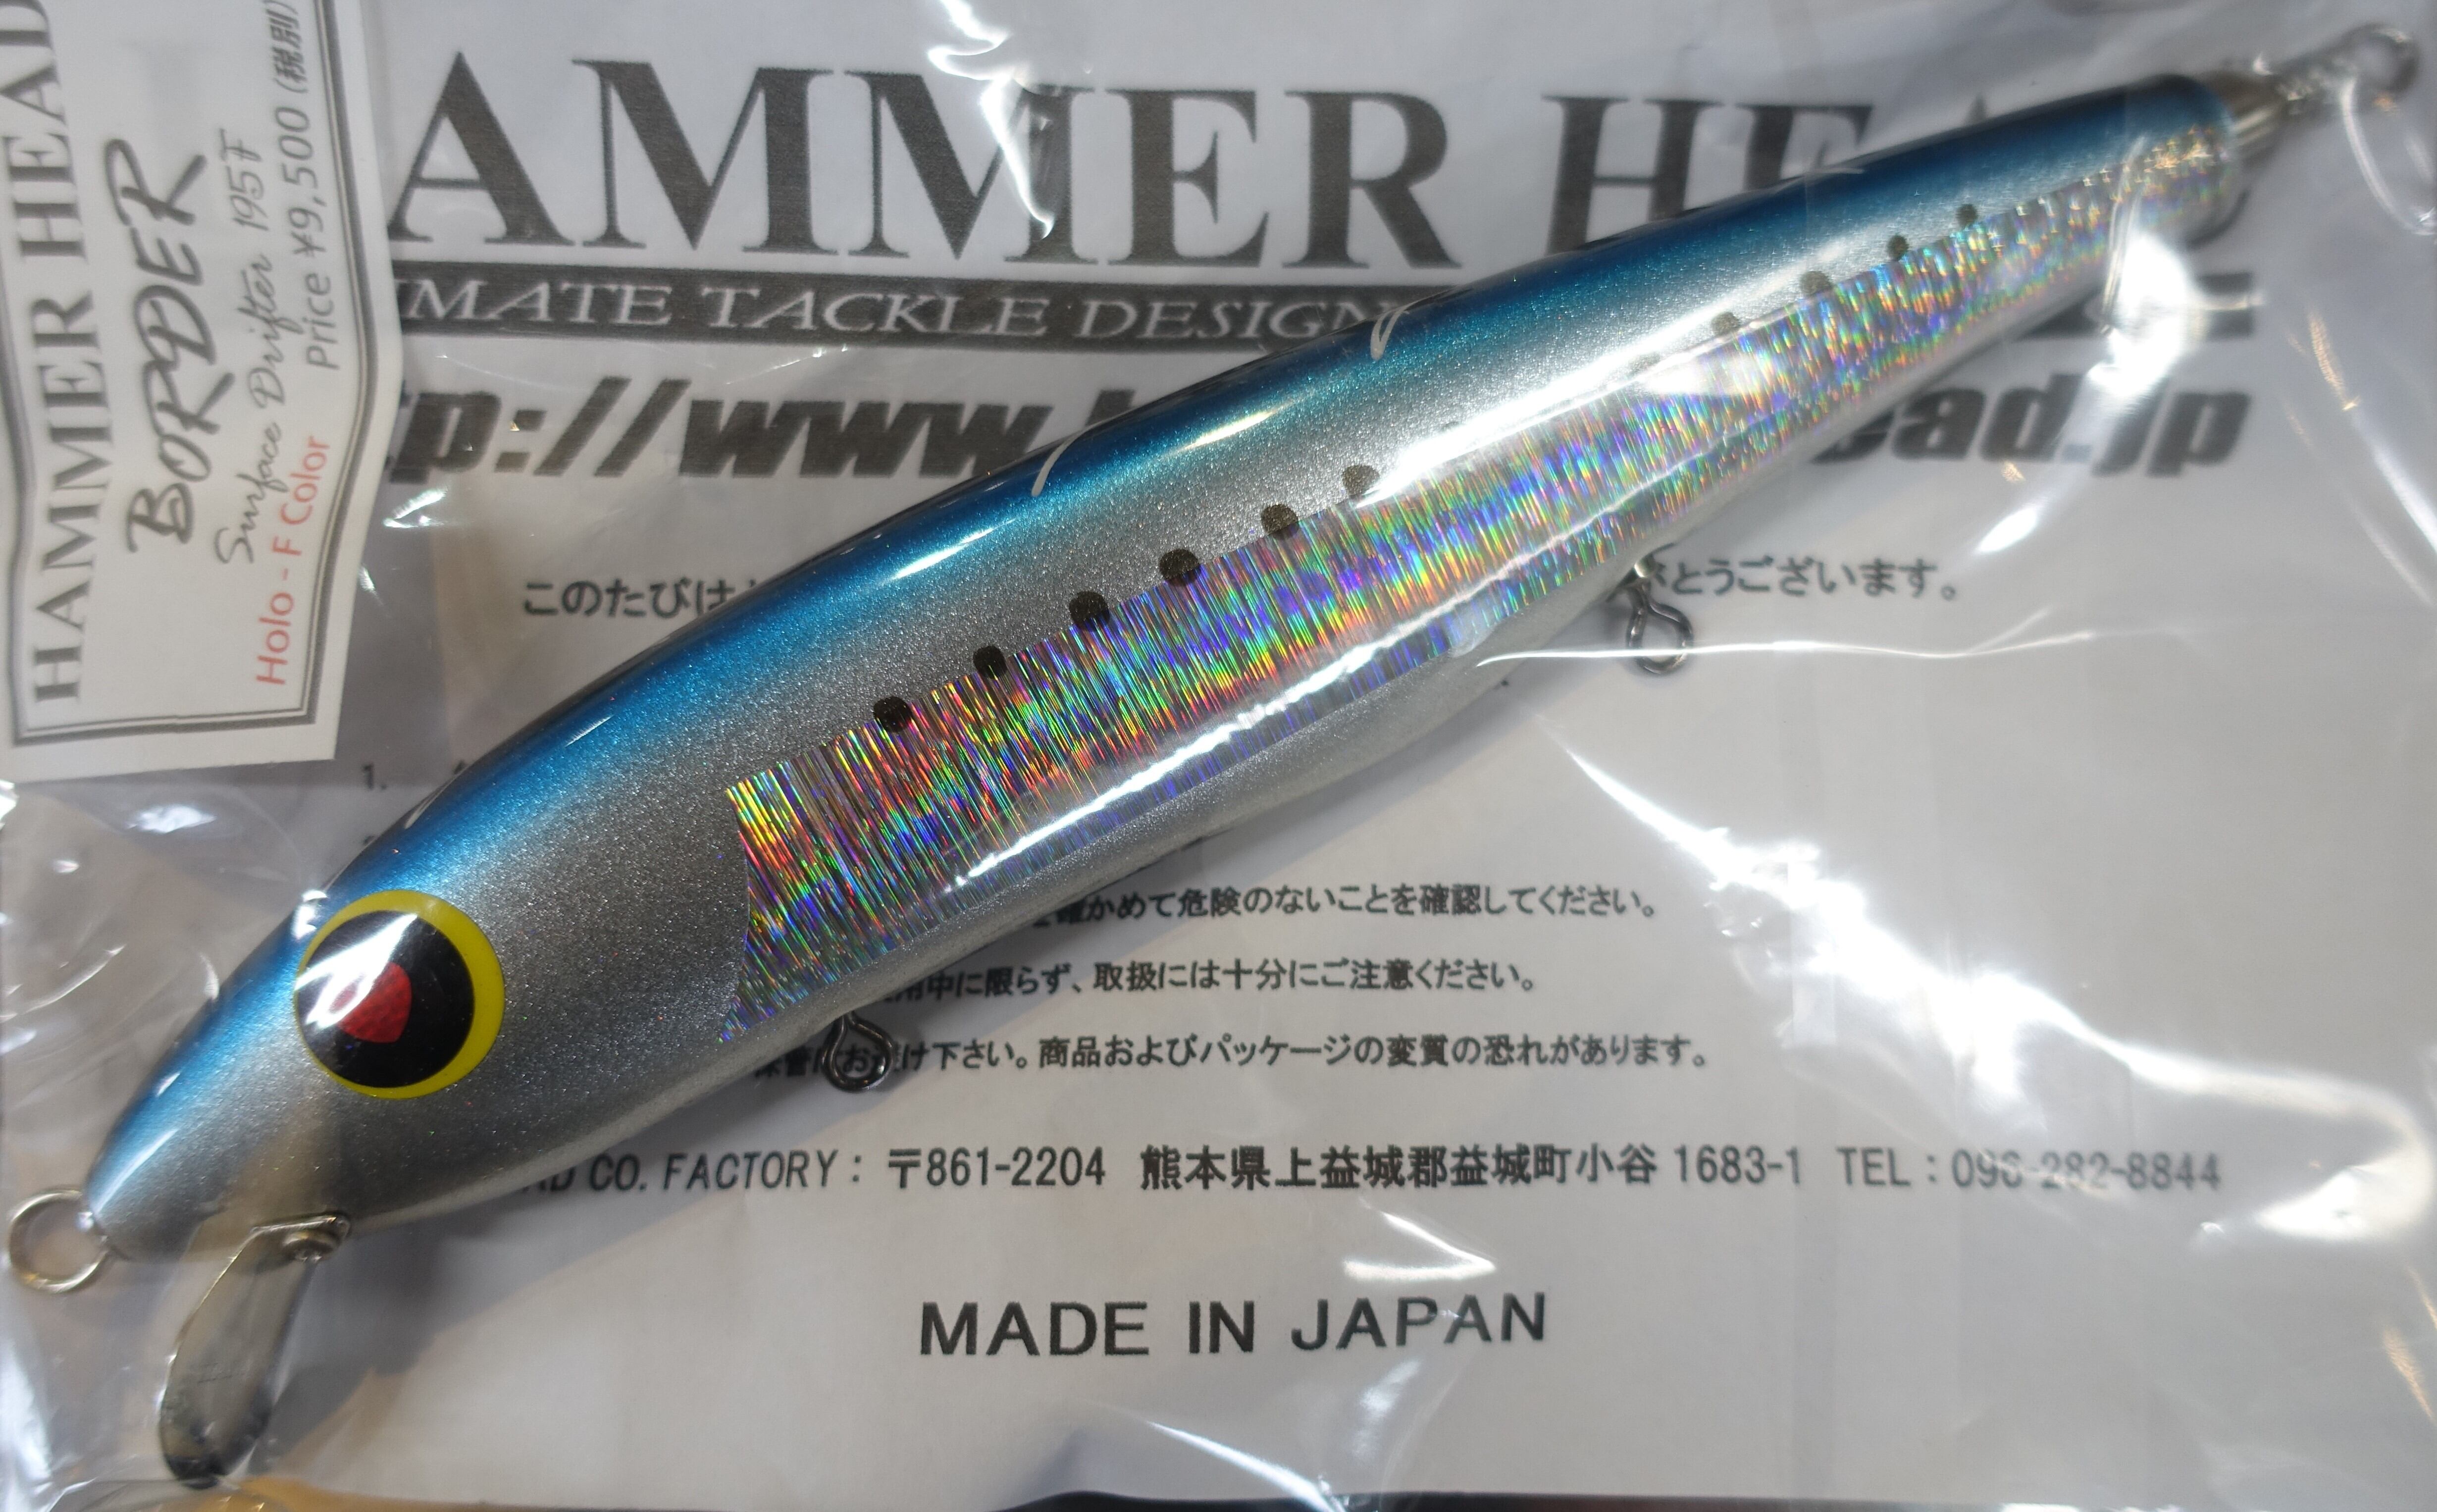 HAMMER HEAD
BORDER
Surface Drifter 195F
Price ¥9,500 (税別)
Holo - F Color
AMMER HEA
IMATE TACKLE DESIGN
tp://www. ead.jp
このたびは とうございます。
1.
かめて危険のないことを確認してください。
中に限らず、取扱には十分にご注意ください。
け下さい。商品およびパッケージの変質の恐れがあります。
AD CO. FACTORY : 〒861-2204 熊本県上益城郡益城町小谷 1683-1 TEL : 096-282-8844
MADE IN JAPAN